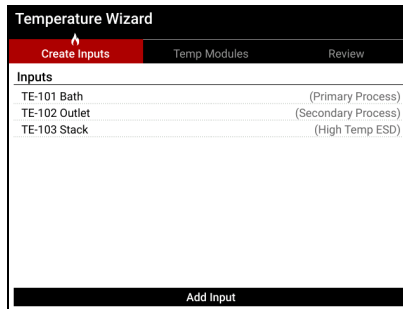 Temperature Wizard
Create Inputs Temp Modules Review
Inputs
TE-101 Bath (Primary Process)
TE-102 Outlet (Secondary Process)
TE-103 Stack (High Temp ESD)
Add Input